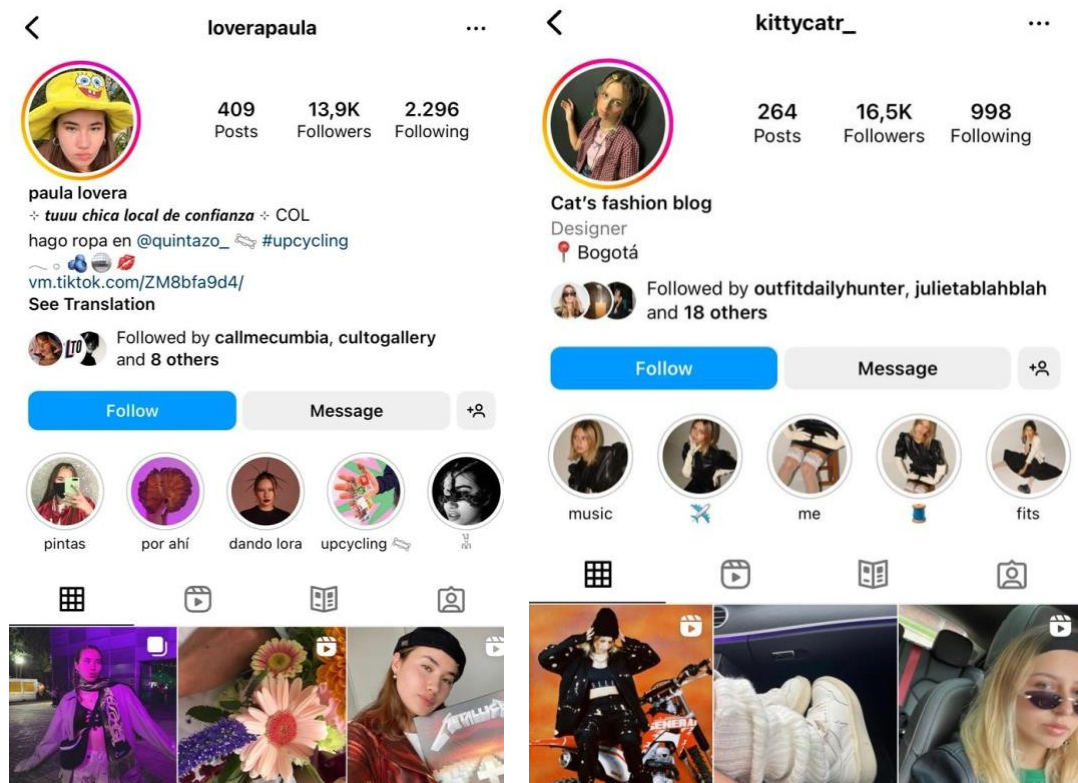 loverapaula
409
13,9K
2.296
Posts
Followers
Following
paula lovera
⊹ tuuu chica local de confianza ⊹ COL
hago ropa en @quintazo_ #upcycling
vm.tiktok.com/ZM8bfa9d4/
See Translation
LTO
Followed by callmecumbia, cultogallery
and 8 others
Follow
Message
pintas
por ahí
dando lora
upcycling
METALLICA
kittycatr_
264
16,5K
998
Posts
Followers
Following
Cat's fashion blog
Designer
📍 Bogotá
Followed by outfitdailyhunter, julietablahblah
and 18 others
Follow
Message
music
✈️
me
🧵
fits
GENERAL